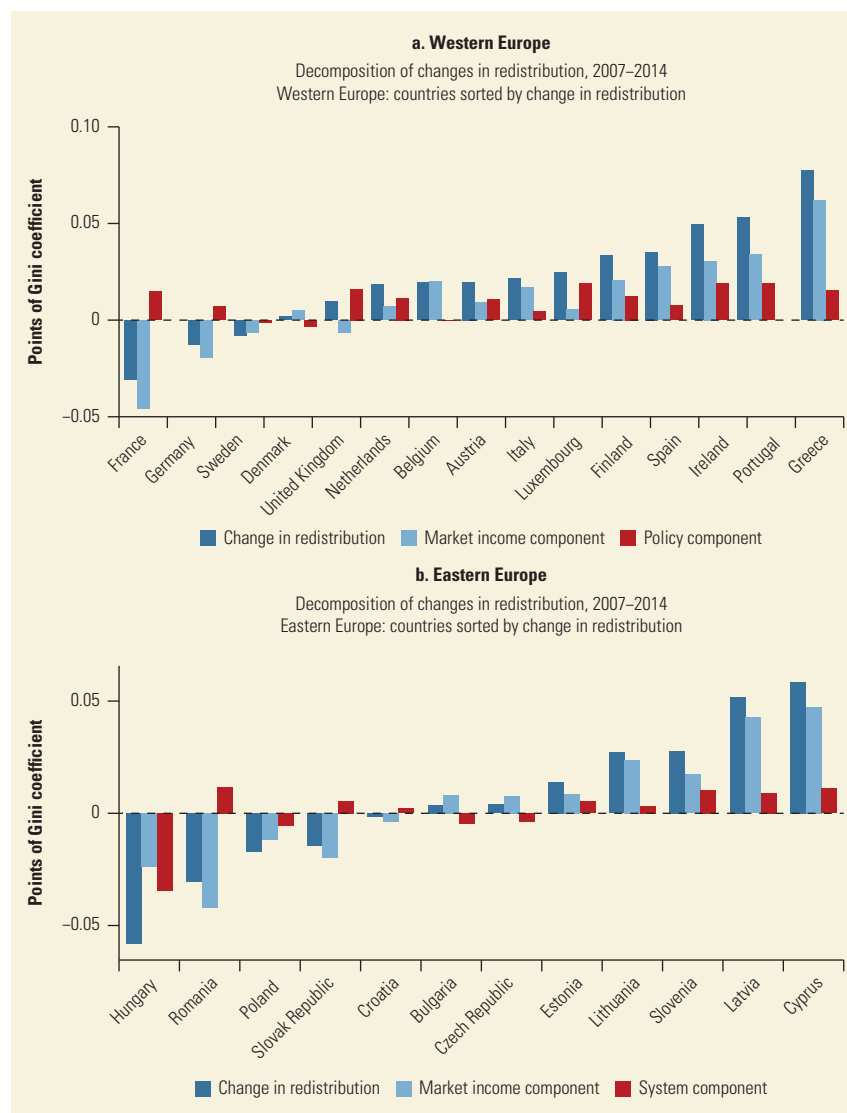 a. Western Europe
Decomposition of changes in redistribution, 2007–2014
Western Europe: countries sorted by change in redistribution
Points of Gini coefficient
0.10
0.05
0
–0.05
France
Germany
Sweden
Denmark
United Kingdom
Netherlands
Belgium
Austria
Italy
Luxembourg
Finland
Spain
Ireland
Portugal
Greece
Change in redistribution
Market income component
Policy component
b. Eastern Europe
Decomposition of changes in redistribution, 2007–2014
Eastern Europe: countries sorted by change in redistribution
Points of Gini coefficient
0.05
0
–0.05
Hungary
Romania
Poland
Slovak Republic
Croatia
Bulgaria
Czech Republic
Estonia
Lithuania
Slovenia
Latvia
Cyprus
Change in redistribution
Market income component
System component